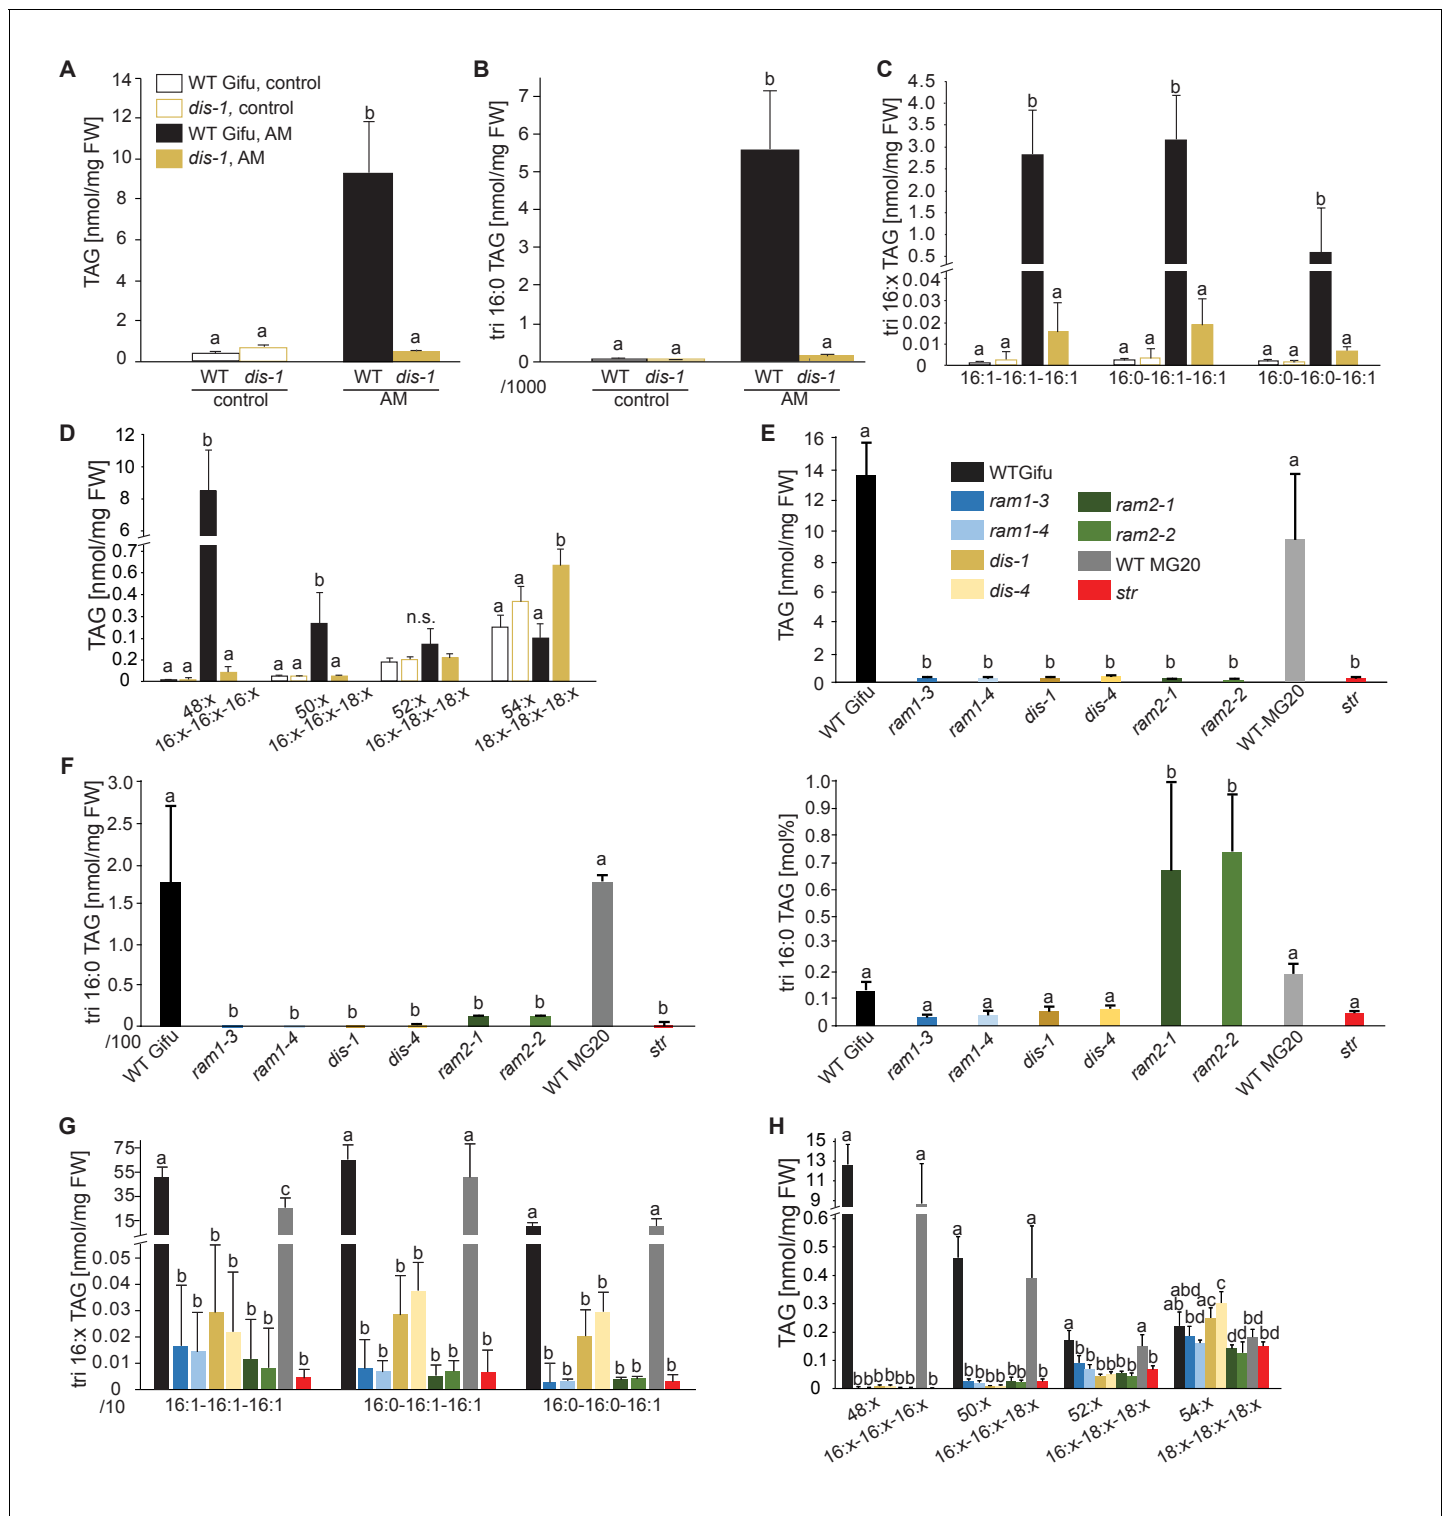 A
TAG [nmol/mg FW]
14
12
10
8
6
4
2
0
WT Gifu, control
dis-1, control
WT Gifu, AM
dis-1, AM
a
a
b
a
WT dis-1 WT dis-1
control AM
B
tri 16:0 TAG [nmol/mg FW]
7
6
5
4
3
2
1
0
/1000
a
a
b
a
WT dis-1 WT dis-1
control AM
C
tri 16:x TAG [nmol/mg FW]
4.5
4.0
3.5
3.0
2.5
2.0
1.5
1.0
0.5
0.04
0.03
0.02
0.01
0.00
a a b a
a a b a
a a b a
16:1-16:1-16:1 16:0-16:1-16:1 16:0-16:0-16:1
D
TAG [nmol/mg FW]
12
10
8
6
0.7
0.6
0.4
0.3
0.1
0.2
0
a a b a
a a b a
n.s.
a a a b
48:x 50:x 52:x 54:x
16:x-16:x-16:x 16:x-16:x-18:x 16:x-18:x-18:x 18:x-18:x-18:x
E
TAG [nmol/mg FW]
16
14
12
10
8
6
4
2
0
WTGifu
ram1-3
ram1-4
dis-1
dis-4
ram2-1
ram2-2
WT MG20
str
a b b b b b b a b
WT Gifu ram1-3 ram1-4 dis-1 dis-4 ram2-1 ram2-2 WT-MG20 str
F
tri 16:0 TAG [nmol/mg FW]
3.0
2.5
2.0
1.5
1.0
0.5
0
/100
a b b b b b b a b
WT Gifu ram1-3 ram1-4 dis-1 dis-4 ram2-1 ram2-2 WT MG20 str
tri 16:0 TAG [mol%]
1.0
0.9
0.8
0.7
0.6
0.5
0.3
0.2
0.1
0
a a a a a b b a a
WT Gifu ram1-3 ram1-4 dis-1 dis-4 ram2-1 ram2-2 WT MG20 str
G
tri 16:x TAG [nmol/mg FW]
75
55
35
15
0.05
0.04
0.03
0.02
0.01
0
/10
a b b b b b b c b
a b b b b b b a b
a b b b b b b a b
16:1-16:1-16:1 16:0-16:1-16:1 16:0-16:0-16:1
H
TAG [nmol/mg FW]
15
13
11
9
0.6
0.5
0.4
0.3
0.2
0.1
0
a bb bb bb a b
a bb bb bb a b
a b b b b b b a b
ab abd bd ac c d d bd bd
48:x 50:x 52:x 54:x
16:x-16:x-16:x 16:x-16:x-18:x 16:x-18:x-18:x 18:x-18:x-18:x